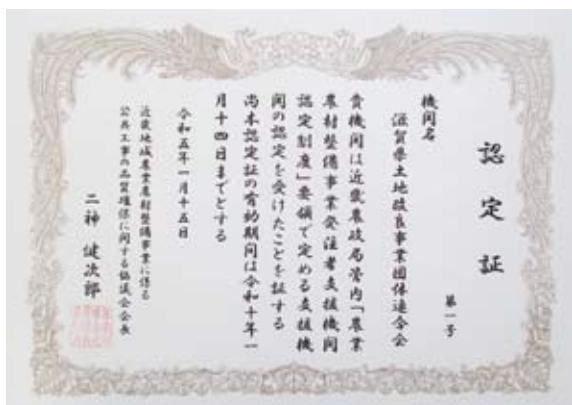 認定証
第一号
機関名
滋賀県土地改良事業団体連合会
貴機関は近畿農政局管内「農業
農村整備事業発注者支援機関
認定制度」要領で定める支援機
関の認定を受けたことを証する
尚本認定証の有効期間は令和十年一
月十四日までとする
令和五年一月十五日
近畿地域農業農村整備事業に係る
公共工事の品質確保に関する協議会会長
二神健次郎